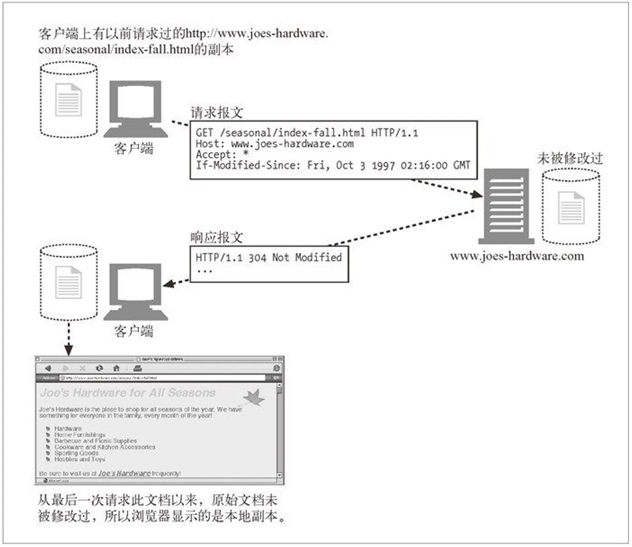 客户端上有以前请求过的http://www.joes-hardware.
com/seasonal/index-fall.html的副本
客户端
请求报文
GET /seasonal/index-fall.html HTTP/1.1
Host: www.joes-hardware.com
Accept: *
If-Modified-Since: Fri, Oct 3 1997 02:16:00 GMT
未被修改过
www.joes-hardware.com
响应报文
HTTP/1.1 304 Not Modified
...
客户端
Joe's Hardware for All Seasons
Joe's Hardware is the place to shop for all seasons of the year. We have
something for everyone in the family, every month of the year!
Hardware
Home Furnishings
Barbecue and Picnic Supplies
Cookware and Kitchen Accessories
Sporting Goods
Hobbies and Toys
Be sure to visit us at Joe's Hardware frequently!
从最后一次请求此文档以来，原始文档未
被修改过，所以浏览器显示的是本地副本。